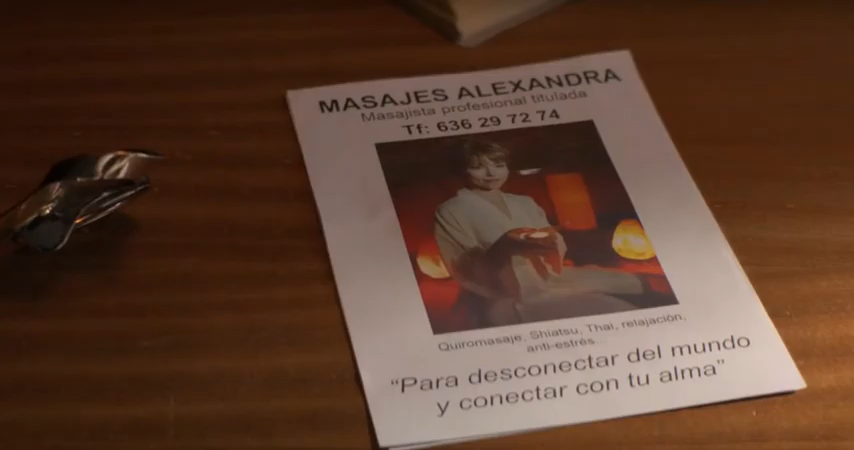 MASAJES ALEXANDRA
Masajista profesional titulada
Tf: 636 29 72 74
Quiromasaje, Shiatsu, Thai, relajación,
anti-estrés...
“Para desconectar del mundo
y conectar con tu alma”